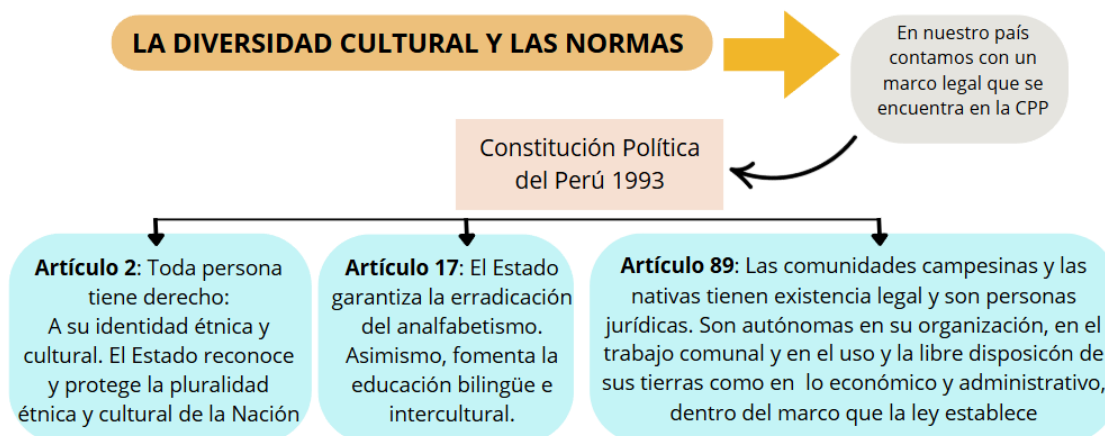 LA DIVERSIDAD CULTURAL Y LAS NORMAS
En nuestro país
contamos con un
marco legal que se
encuentra en la CPP
Constitución Política
del Perú 1993
Artículo 2: Toda persona
tiene derecho:
A su identidad étnica y
cultural. El Estado reconoce
y protege la pluralidad
étnica y cultural de la Nación
Artículo 17: El Estado
garantiza la erradicación
del analfabetismo.
Asimismo, fomenta la
educación bilingüe e
intercultural.
Artículo 89: Las comunidades campesinas y las
nativas tienen existencia legal y son personas
jurídicas. Son autónomas en su organización, en el
trabajo comunal y en el uso y la libre disposicón de
sus tierras como en lo económico y administrativo,
dentro del marco que la ley establece